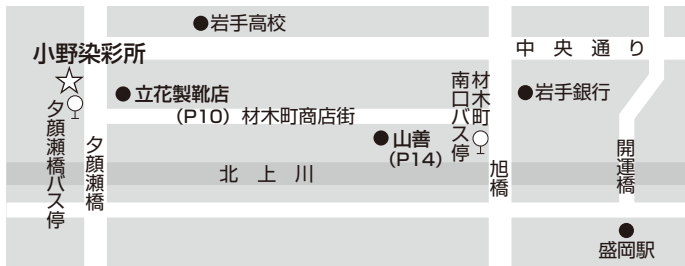 ●岩手高校
小野染彩所
中央通り
●立花製靴店
(P10) 材木町商店街
材木町
南口バス停
●岩手銀行
●山善
(P14)
夕顔瀬橋バス停
夕顔瀬橋
北上川
旭橋
開運橋
●
盛岡駅